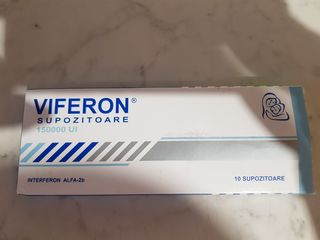 VIFERON®
SUPOZITOARE
150000 UI
INTERFERON ALFA-2b
10 SUPOZITOARE